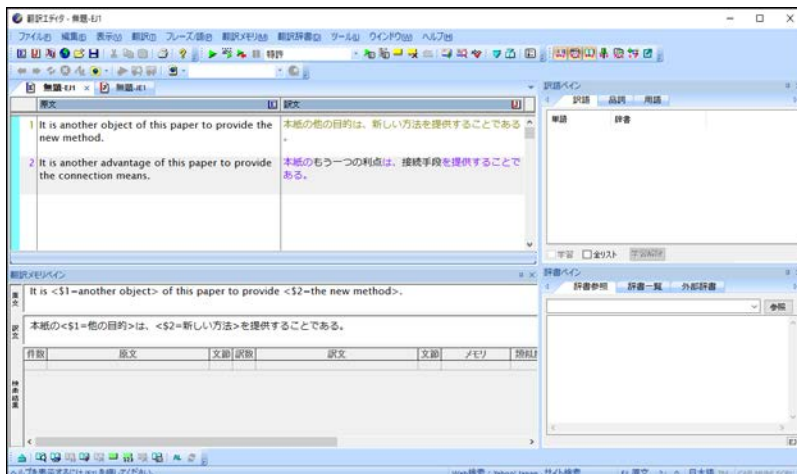 翻訳エディタ - 無題-EJ1
ファイル(F) 編集(E) 表示(V) 翻訳(T) フレーズ/語(P) 翻訳メモリ(M) 翻訳辞書(D) ツール(U) ウインドウ(W) ヘルプ(H)
特許
無題-EJ1 × 無題-JE1
原文 訳文
1 It is another object of this paper to provide the new method.
本紙の他の目的は、新しい方法を提供することである。
2 It is another advantage of this paper to provide the connection means.
本紙のもう一つの利点は、接続手段を提供することである。
訳語ペイン
訳語 品詞 用語
単語 辞書
学習 全リスト
翻訳メモリペイン
原文
It is <$1=another object> of this paper to provide <$2=the new method>.
訳文
本紙の<$1=他の目的>は、<$2=新しい方法>を提供することである。
検索結果
件数 原文 文節 訳数 訳文 文節 メモリ
辞書ペイン
辞書参照 辞書一覧 外部辞書
参照